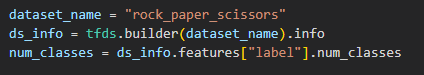 dataset_name = "rock_paper_scissors"
ds_info = tfds.builder(dataset_name).info
num_classes = ds_info.features["label"].num_classes